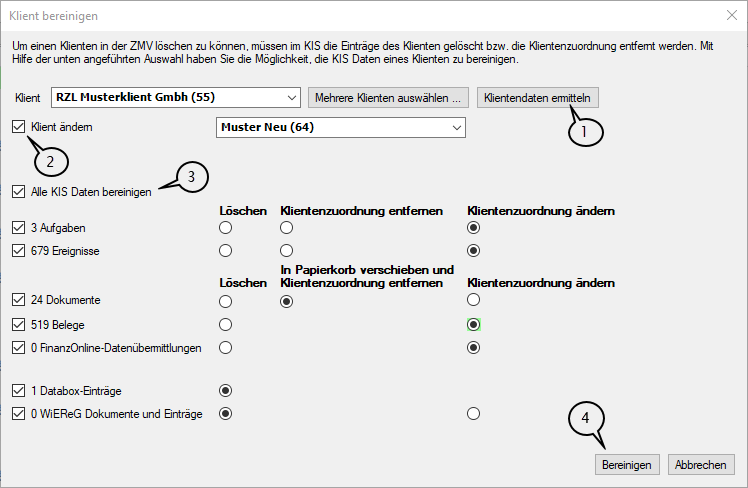 Klient bereinigen
Um einen Klienten in der ZMV löschen zu können, müssen im KIS die Einträge des Klienten gelöscht bzw. die Klientenzuordnung entfernt werden. Mit
Hilfe der unten angeführten Auswahl haben Sie die Möglichkeit, die KIS Daten eines Klienten zu bereinigen.
Klient RZL Musterklient Gmbh (55) Mehrere Klienten auswählen ... Klientendaten ermitteln
Klient ändern Muster Neu (64) 1
2
3
Alle KIS Daten bereinigen
Löschen Klientenzuordnung entfernen Klientenzuordnung ändern
3 Aufgaben
679 Ereignisse
In Papierkorb verschieben und
Löschen Klientenzuordnung entfernen Klientenzuordnung ändern
24 Dokumente
519 Belege
0 FinanzOnline-Datenübermittlungen
1 Databox-Einträge
0 WiEReG Dokumente und Einträge
4
Bereinigen Abbrechen